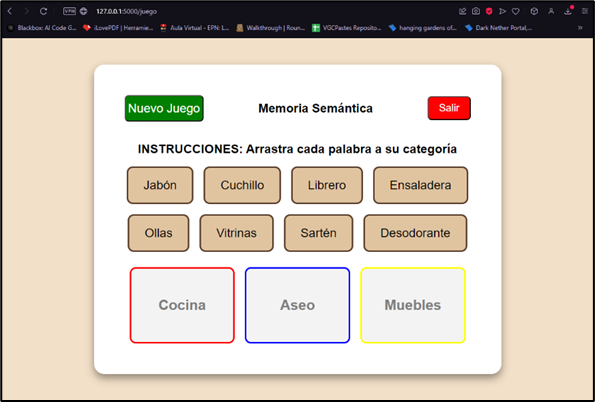 VPN 127.0.0.1:5000/juego
Blackbox: AI Code G... iLovePDF | Herramie... Aula Virtual - EPN: L... Walkthrough | Roun... VGCPastes Reposito... hanging gardens of... Dark Nether Portal,... »
Nuevo Juego Memoria Semántica Salir
INSTRUCCIONES: Arrastra cada palabra a su categoría
Jabón Cuchillo Librero Ensaladera
Ollas Vitrinas Sartén Desodorante
Cocina Aseo Muebles